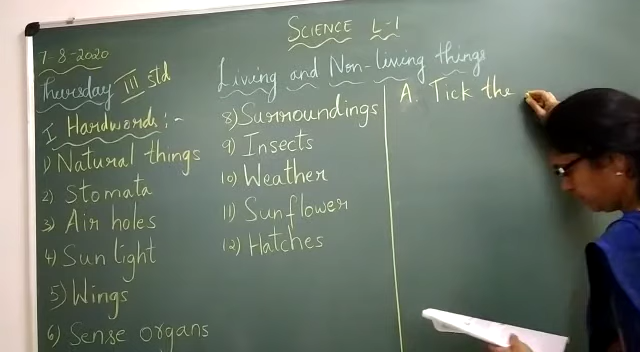 SCIENCE L-1
7-8-2020
Thursday III std
Living and Non-living things
I Hardwords:-
1) Natural things
2) Stomata
3) Air holes
4) Sun light
5) Wings
6) Sense organs
8) Surroundings
9) Insects
10) Weather
11) Sunflower
12) Hatches
A. Tick the